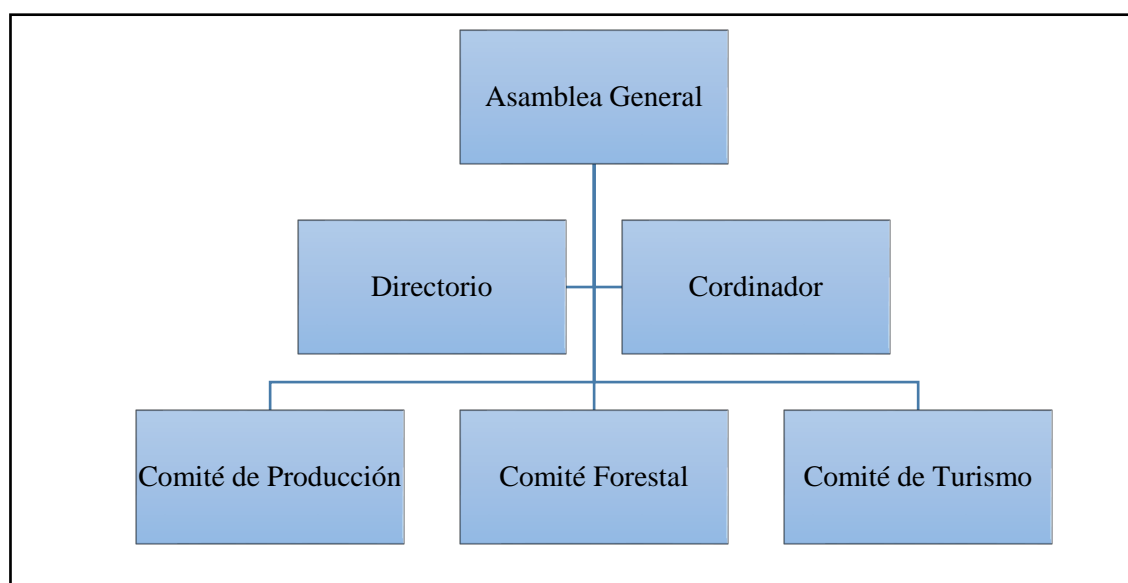 Asamblea General
Directorio
Cordinador
Comité de Producción
Comité Forestal
Comité de Turismo